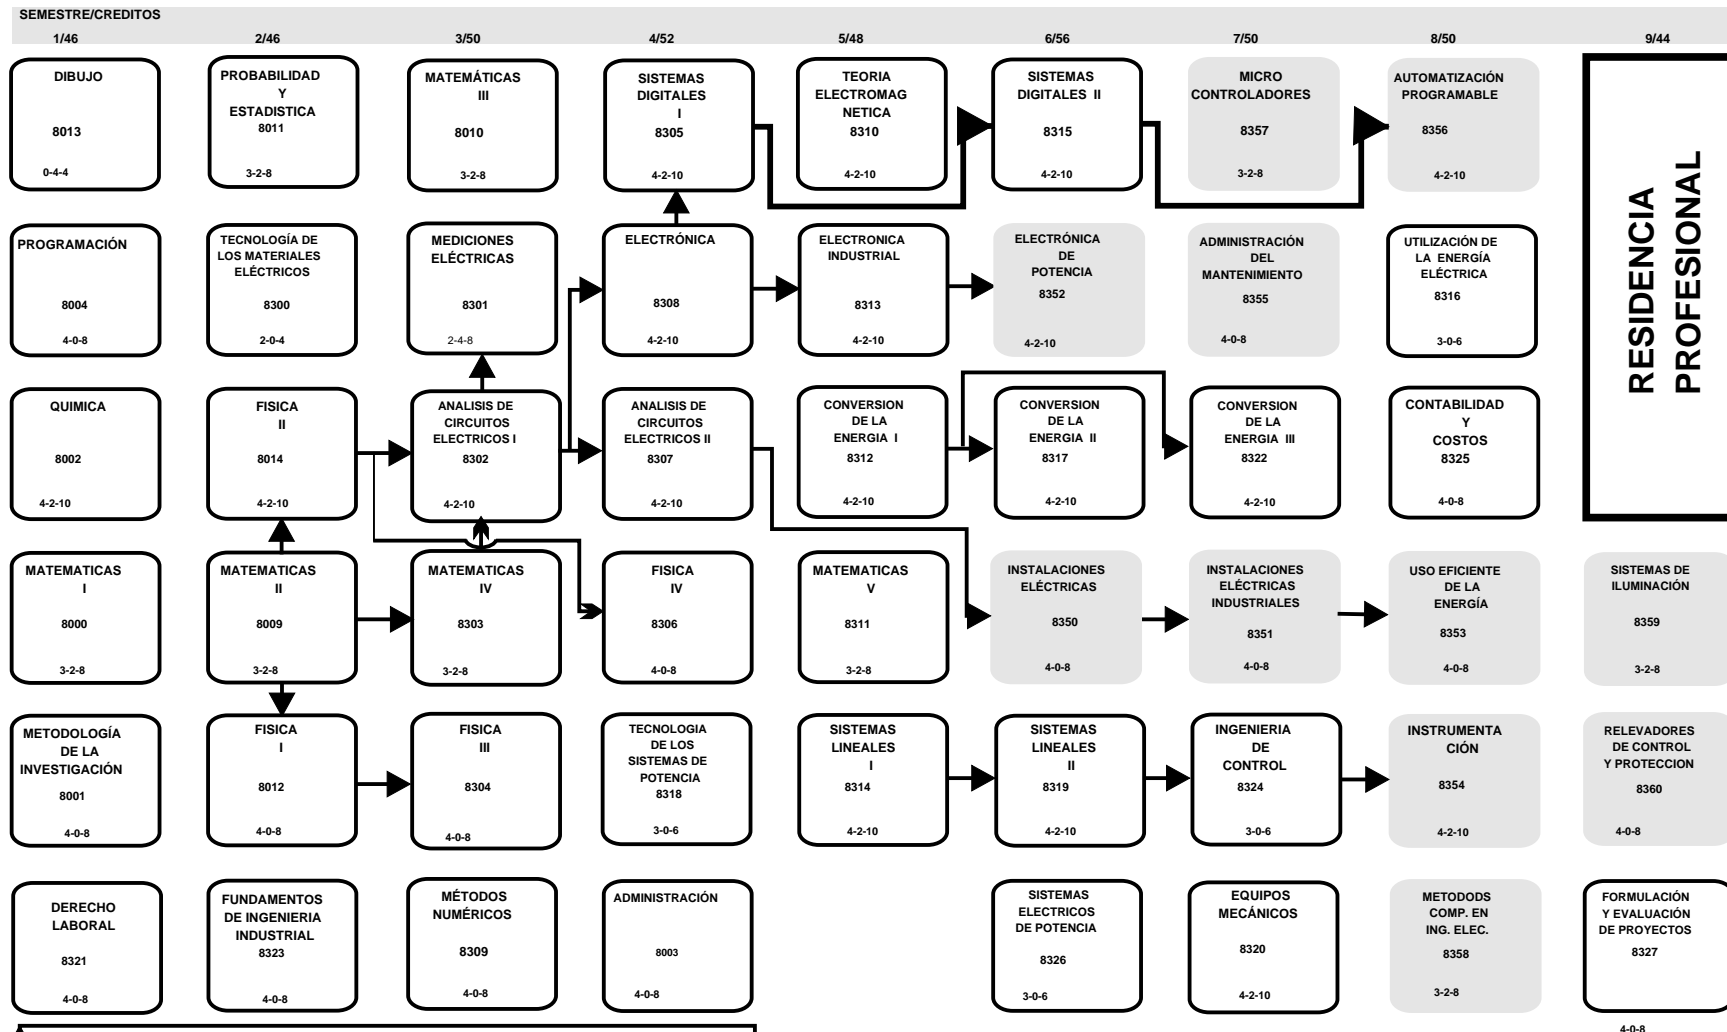 SEMESTRE/CREDITOS
1/46
2/46
3/50
4/52
5/48
6/56
7/50
8/50
9/44
DIBUJO
8013
0-4-4
PROBABILIDAD
Y
ESTADISTICA
8011
3-2-8
MATEMÁTICAS
III
8010
3-2-8
SISTEMAS
DIGITALES
I
8305
4-2-10
TEORIA
ELECTROMAG
NETICA
8310
4-2-10
SISTEMAS
DIGITALES II
8315
4-2-10
MICRO
CONTROLADORES
8357
3-2-8
AUTOMATIZACIÓN
PROGRAMABLE
8356
4-2-10
RESIDENCIA
PROFESIONAL
PROGRAMACIÓN
8004
4-0-8
TECNOLOGÍA DE
LOS MATERIALES
ELÉCTRICOS
8300
2-0-4
MEDICIONES
ELÉCTRICAS
8301
2-4-8
ELECTRÓNICA
8308
4-2-10
ELECTRONICA
INDUSTRIAL
8313
4-2-10
ELECTRÓNICA
DE
POTENCIA
8352
4-2-10
ADMINISTRACIÓN
DEL
MANTENIMIENTO
8355
4-0-8
UTILIZACIÓN DE
LA ENERGÍA
ELÉCTRICA
8316
3-0-6
QUIMICA
8002
4-2-10
FISICA
II
8014
4-2-10
ANALISIS DE
CIRCUITOS
ELECTRICOS I
8302
4-2-10
ANALISIS DE
CIRCUITOS
ELECTRICOS II
8307
4-2-10
CONVERSION
DE LA
ENERGIA I
8312
4-2-10
CONVERSION
DE LA
ENERGIA II
8317
4-2-10
CONVERSION
DE LA
ENERGIA III
8322
4-2-10
CONTABILIDAD
Y
COSTOS
8325
4-0-8
MATEMATICAS
I
8000
3-2-8
MATEMATICAS
II
8009
3-2-8
MATEMATICAS
IV
8303
3-2-8
FISICA
IV
8306
4-0-8
MATEMATICAS
V
8311
3-2-8
INSTALACIONES
ELÉCTRICAS
8350
4-0-8
INSTALACIONES
ELÉCTRICAS
INDUSTRIALES
8351
4-0-8
USO EFICIENTE
DE LA
ENERGÍA
8353
4-0-8
SISTEMAS DE
ILUMINACIÓN
8359
3-2-8
METODOLOGÍA
DE LA
INVESTIGACIÓN
8001
4-0-8
FISICA
I
8012
4-0-8
FISICA
III
8304
4-0-8
TECNOLOGIA
DE LOS
SISTEMAS DE
POTENCIA
8318
3-0-6
SISTEMAS
LINEALES
I
8314
4-2-10
SISTEMAS
LINEALES
II
8319
4-2-10
INGENIERIA
DE
CONTROL
8324
3-0-6
INSTRUMENTA
CIÓN
8354
4-2-10
RELEVADORES
DE CONTROL
Y PROTECCION
8360
4-0-8
DERECHO
LABORAL
8321
4-0-8
FUNDAMENTOS
DE INGENIERIA
INDUSTRIAL
8323
4-0-8
MÉTODOS
NUMÉRICOS
8309
4-0-8
ADMINISTRACIÓN
8003
4-0-8
SISTEMAS
ELECTRICOS
DE POTENCIA
8326
3-0-6
EQUIPOS
MECÁNICOS
8320
4-2-10
METODODS
COMP. EN
ING. ELEC.
8358
3-2-8
FORMULACIÓN
Y EVALUACIÓN
DE PROYECTOS
8327
4-0-8